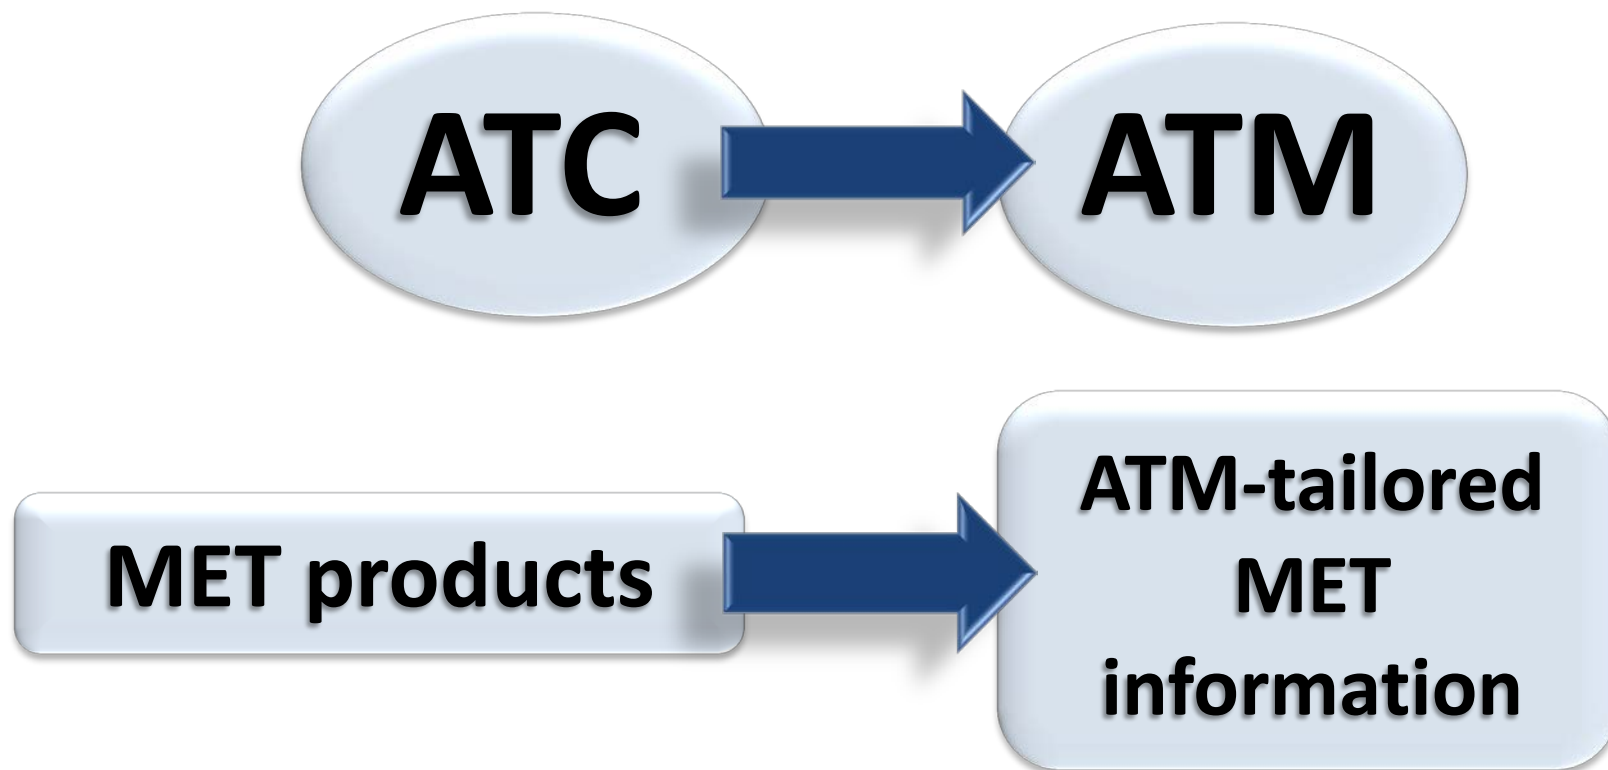 ATC
ATM
MET products
ATM-tailored
MET
information